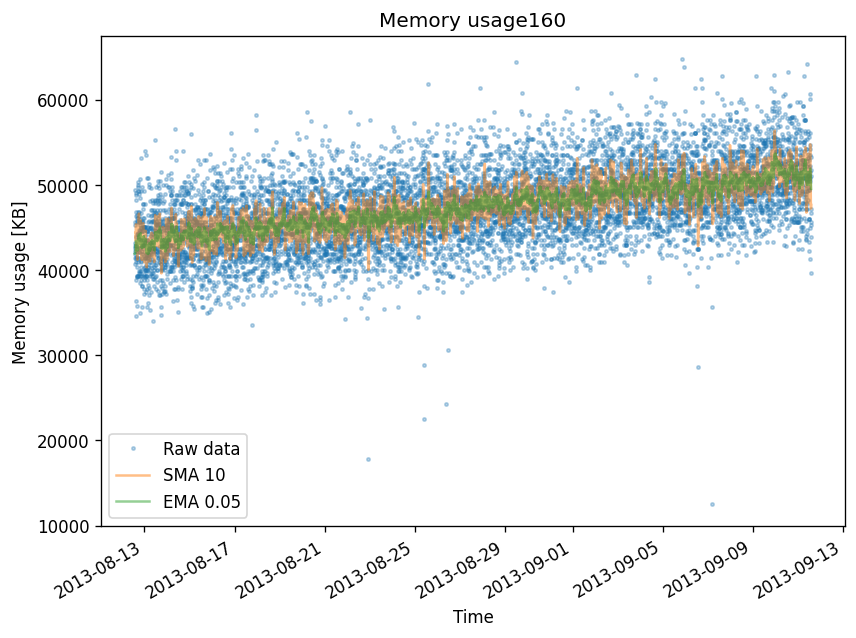 Memory usage160
Memory usage [KB]
60000
50000
40000
30000
20000
10000
Raw data
SMA 10
EMA 0.05
2013-08-13
2013-08-17
2013-08-21
2013-08-25
2013-08-29
2013-09-01
2013-09-05
2013-09-09
2013-09-13
Time